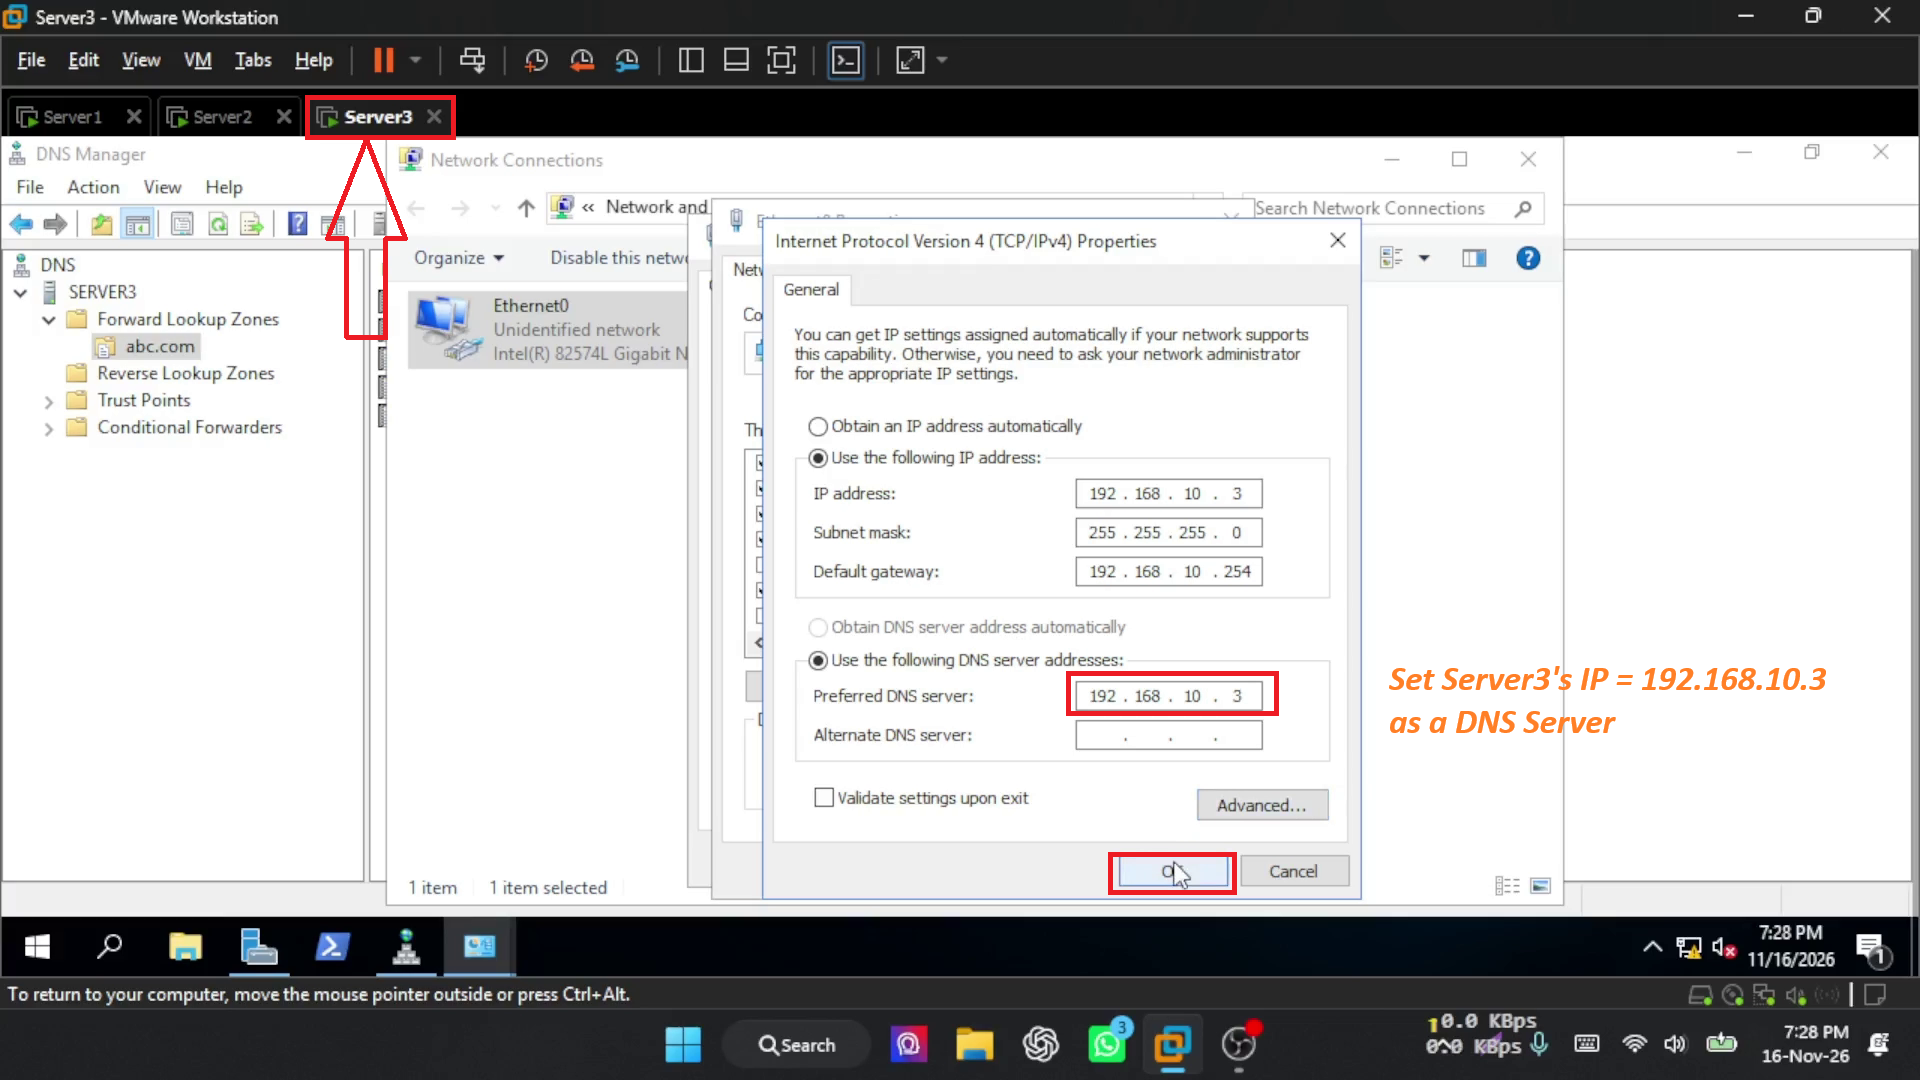 Server3 - VMware Workstation
File Edit View VM Tabs Help
Server1 Server2 Server3
DNS Manager
File Action View Help
DNS
SERVER3
Forward Lookup Zones
abc.com
Reverse Lookup Zones
Trust Points
Conditional Forwarders
Network Connections
« Network and
Search Network Connections
Organize Disable this netwo
Ethernet0
Unidentified network
Intel(R) 82574L Gigabit N
1 item 1 item selected
Internet Protocol Version 4 (TCP/IPv4) Properties
General
You can get IP settings assigned automatically if your network supports
this capability. Otherwise, you need to ask your network administrator
for the appropriate IP settings.
Obtain an IP address automatically
Use the following IP address:
IP address: 192 . 168 . 10 . 3
Subnet mask: 255 . 255 . 255 . 0
Default gateway: 192 . 168 . 10 . 254
Obtain DNS server address automatically
Use the following DNS server addresses:
Preferred DNS server: 192 . 168 . 10 . 3
Alternate DNS server: . . .
Validate settings upon exit
Advanced...
Cancel
Set Server3's IP = 192.168.10.3
as a DNS Server
7:28 PM
11/16/2026
1
To return to your computer, move the mouse pointer outside or press Ctrl+Alt.
Search
3
0.0 KBps
0.0 KBps
7:28 PM
16-Nov-26